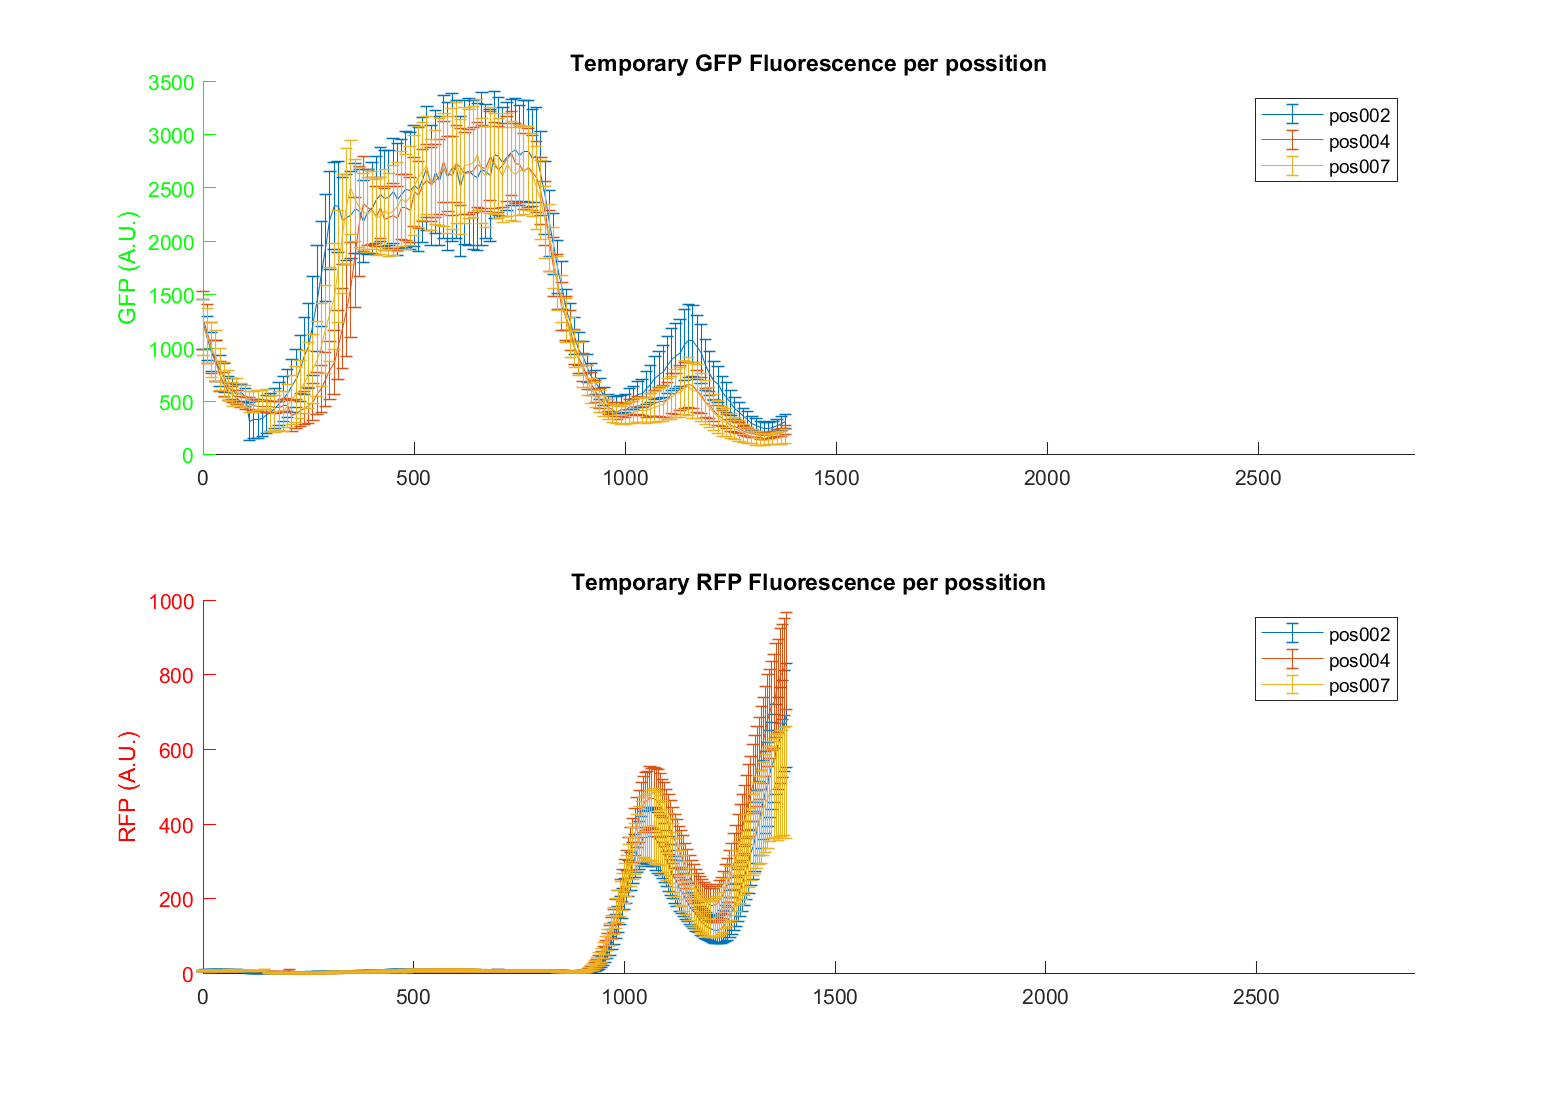 Temporary GFP Fluorescence per possition
GFP (A.U.)
3500
3000
2500
2000
1500
1000
500
0
0 500 1000 1500 2000 2500
pos002
pos004
pos007
Temporary RFP Fluorescence per possition
RFP (A.U.)
1000
800
600
400
200
0
0 500 1000 1500 2000 2500
pos002
pos004
pos007